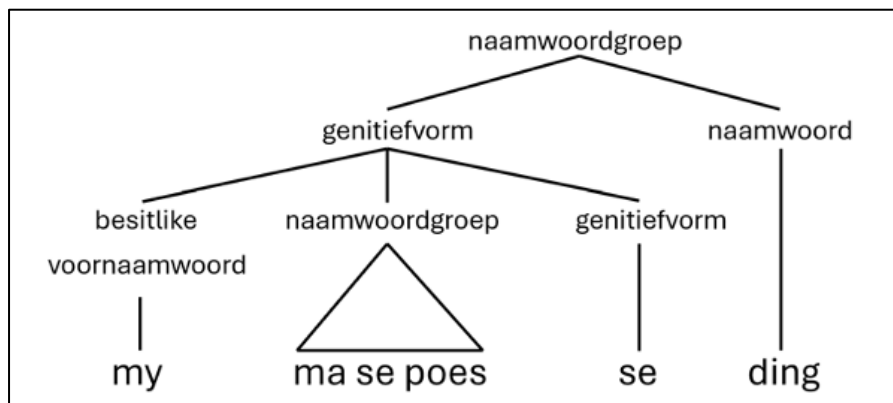 naamwoordgroep
genitiefvorm naamwoord
besitlike naamwoordgroep genitiefvorm
voornaamwoord
my ma se poes se ding